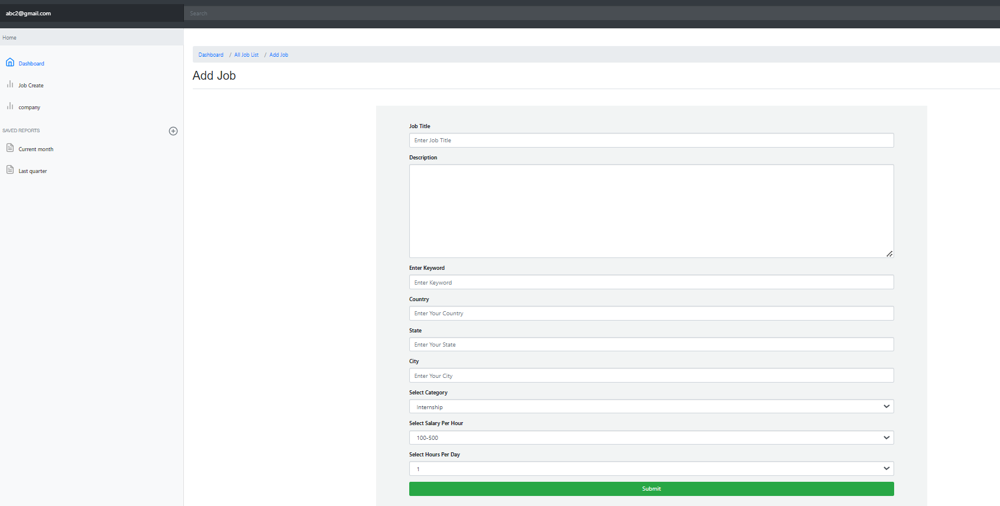 abc2@gmail.com
Search
Home
Dashboard
Job Create
company
SAVED REPORTS
Current month
Last quarter
Dashboard / All Job List / Add Job
Add Job
Job Title
Enter Job Title
Description
Enter Keyword
Enter Keyword
Country
Enter Your Country
State
Enter Your State
City
Enter Your City
Select Category
Internship
Select Salary Per Hour
100-500
Select Hours Per Day
1
Submit